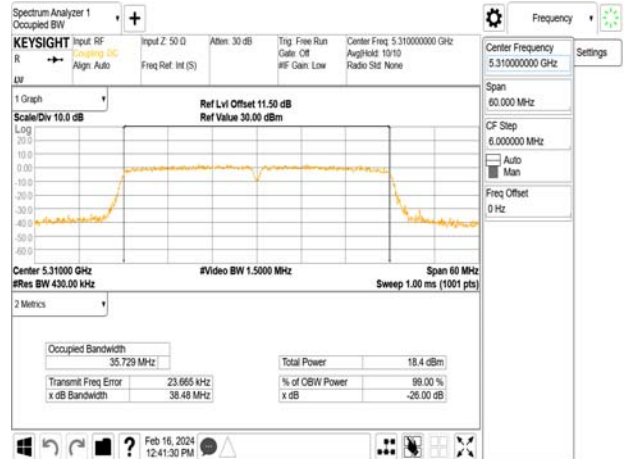 Spectrum Analyzer 1
Occupied BW
Frequency
KEYSIGHT
R
Input: RF
Coupling: DC
Align: Auto
Input Z: 50 Ω
Freq Ref: Int (S)
Atten: 30 dB
Trig: Free Run
Gate: Off
#IF Gain: Low
Center Freq: 5.310000000 GHz
Avg|Hold: 10/10
Radio Std: None
Center Frequency
5.310000000 GHz
Settings
Span
60.000 MHz
CF Step
6.000000 MHz
Auto
Man
Freq Offset
0 Hz
1 Graph
Scale/Div 10.0 dB
Ref Lvl Offset 11.50 dB
Ref Value 30.00 dBm
Log
20.0
10.0
0.00
-10.0
-20.0
-30.0
-40.0
-50.0
-60.0
Center 5.31000 GHz
#Video BW 1.5000 MHz
Span 60 MHz
#Res BW 430.00 kHz
Sweep 1.00 ms (1001 pts)
2 Metrics
Occupied Bandwidth
35.729 MHz
Total Power 18.4 dBm
Transmit Freq Error 23.665 kHz
% of OBW Power 99.00 %
x dB Bandwidth 38.48 MHz
x dB -26.00 dB
Feb 16, 2024
12:41:30 PM